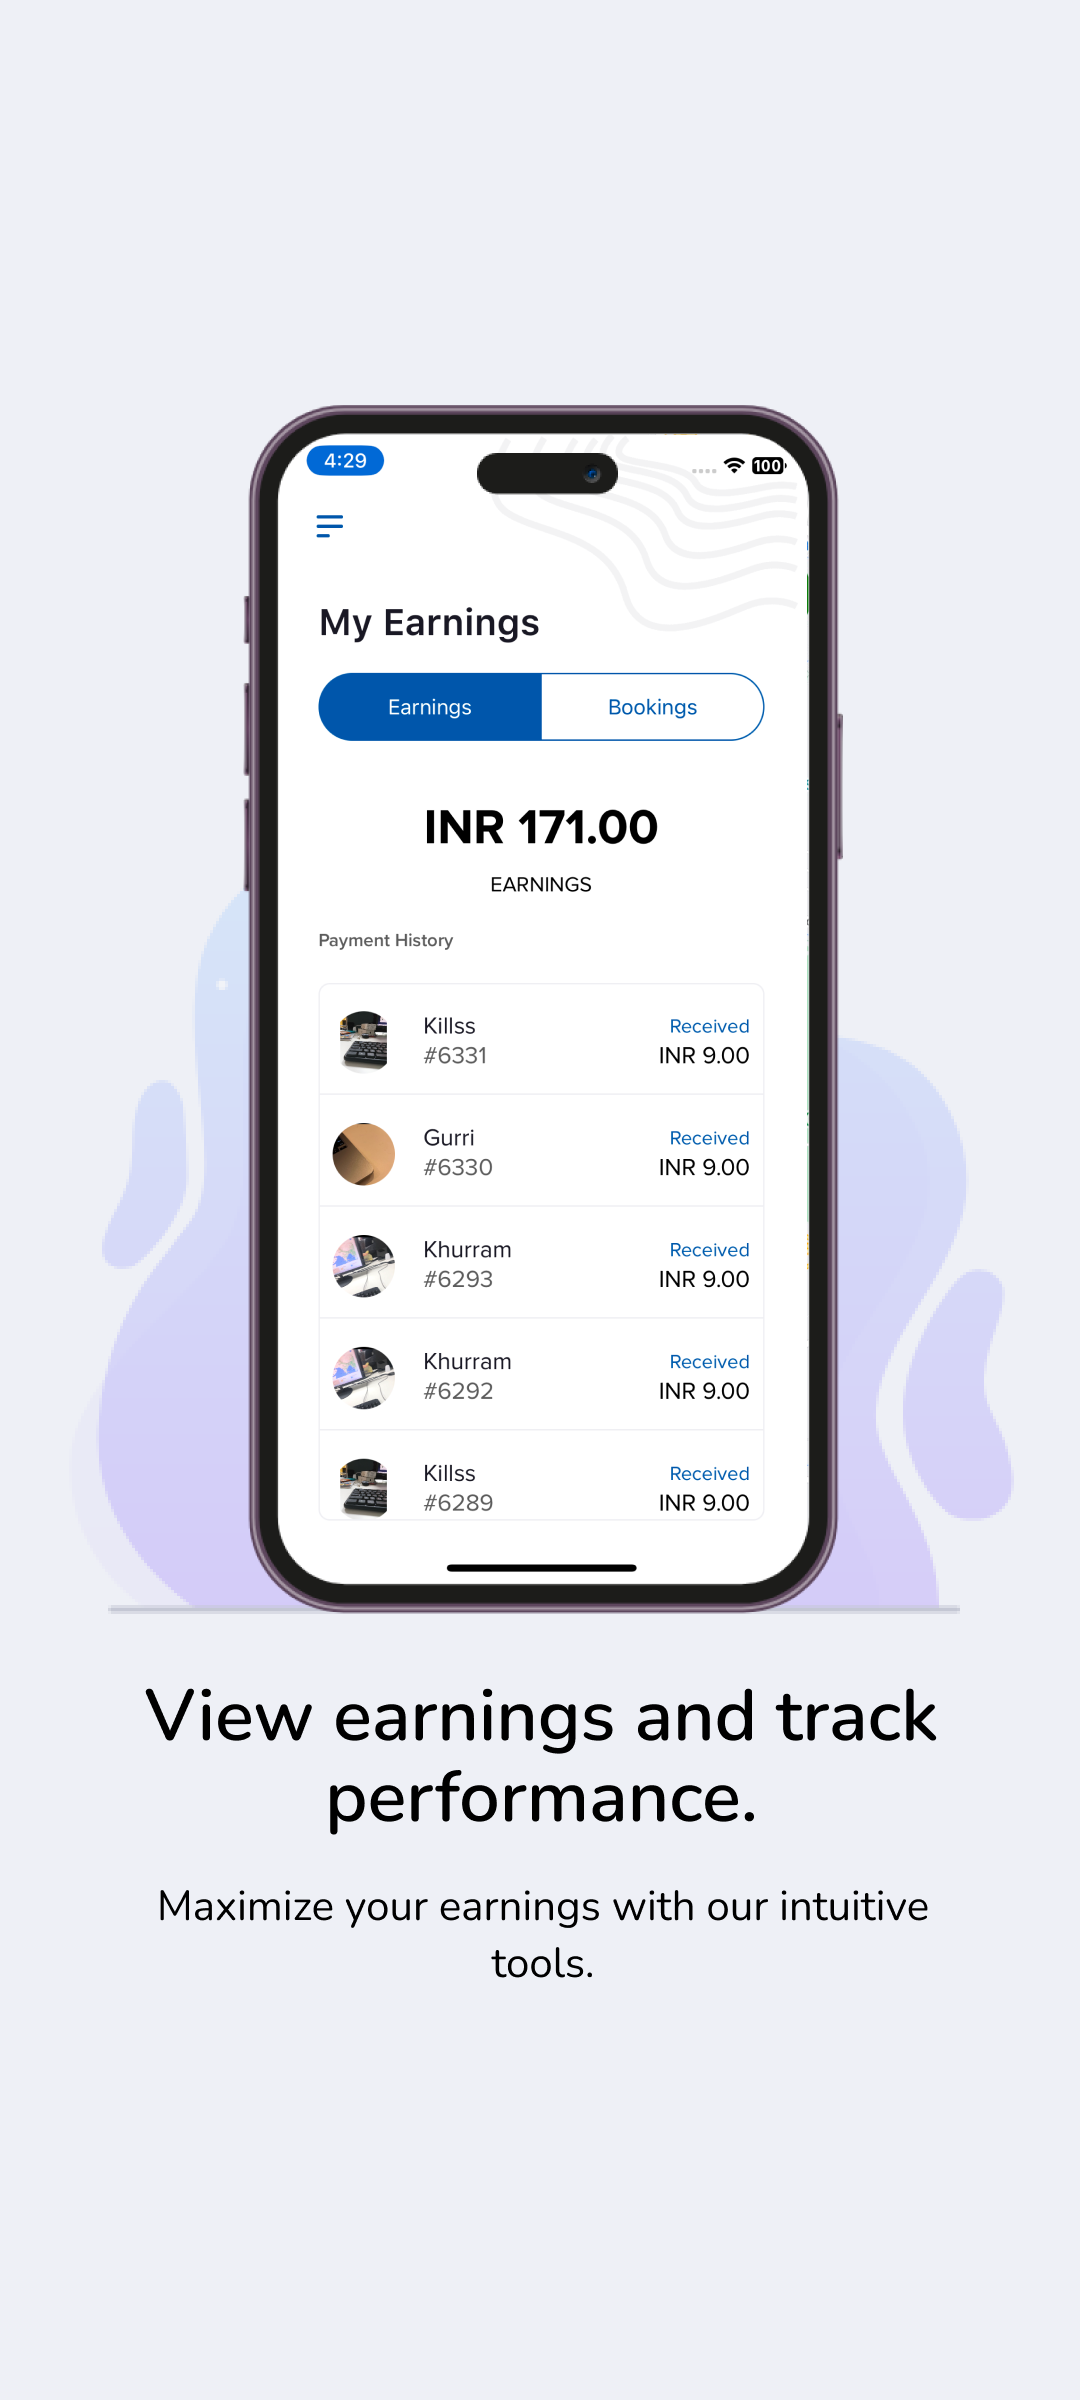 4:29
100
My Earnings
Earnings
Bookings
INR 171.00
EARNINGS
Payment History
Killss
Received
#6331
INR 9.00
Gurri
Received
#6330
INR 9.00
Khurram
Received
#6293
INR 9.00
Khurram
Received
#6292
INR 9.00
Killss
Received
#6289
INR 9.00
View earnings and track
performance.
Maximize your earnings with our intuitive
tools.